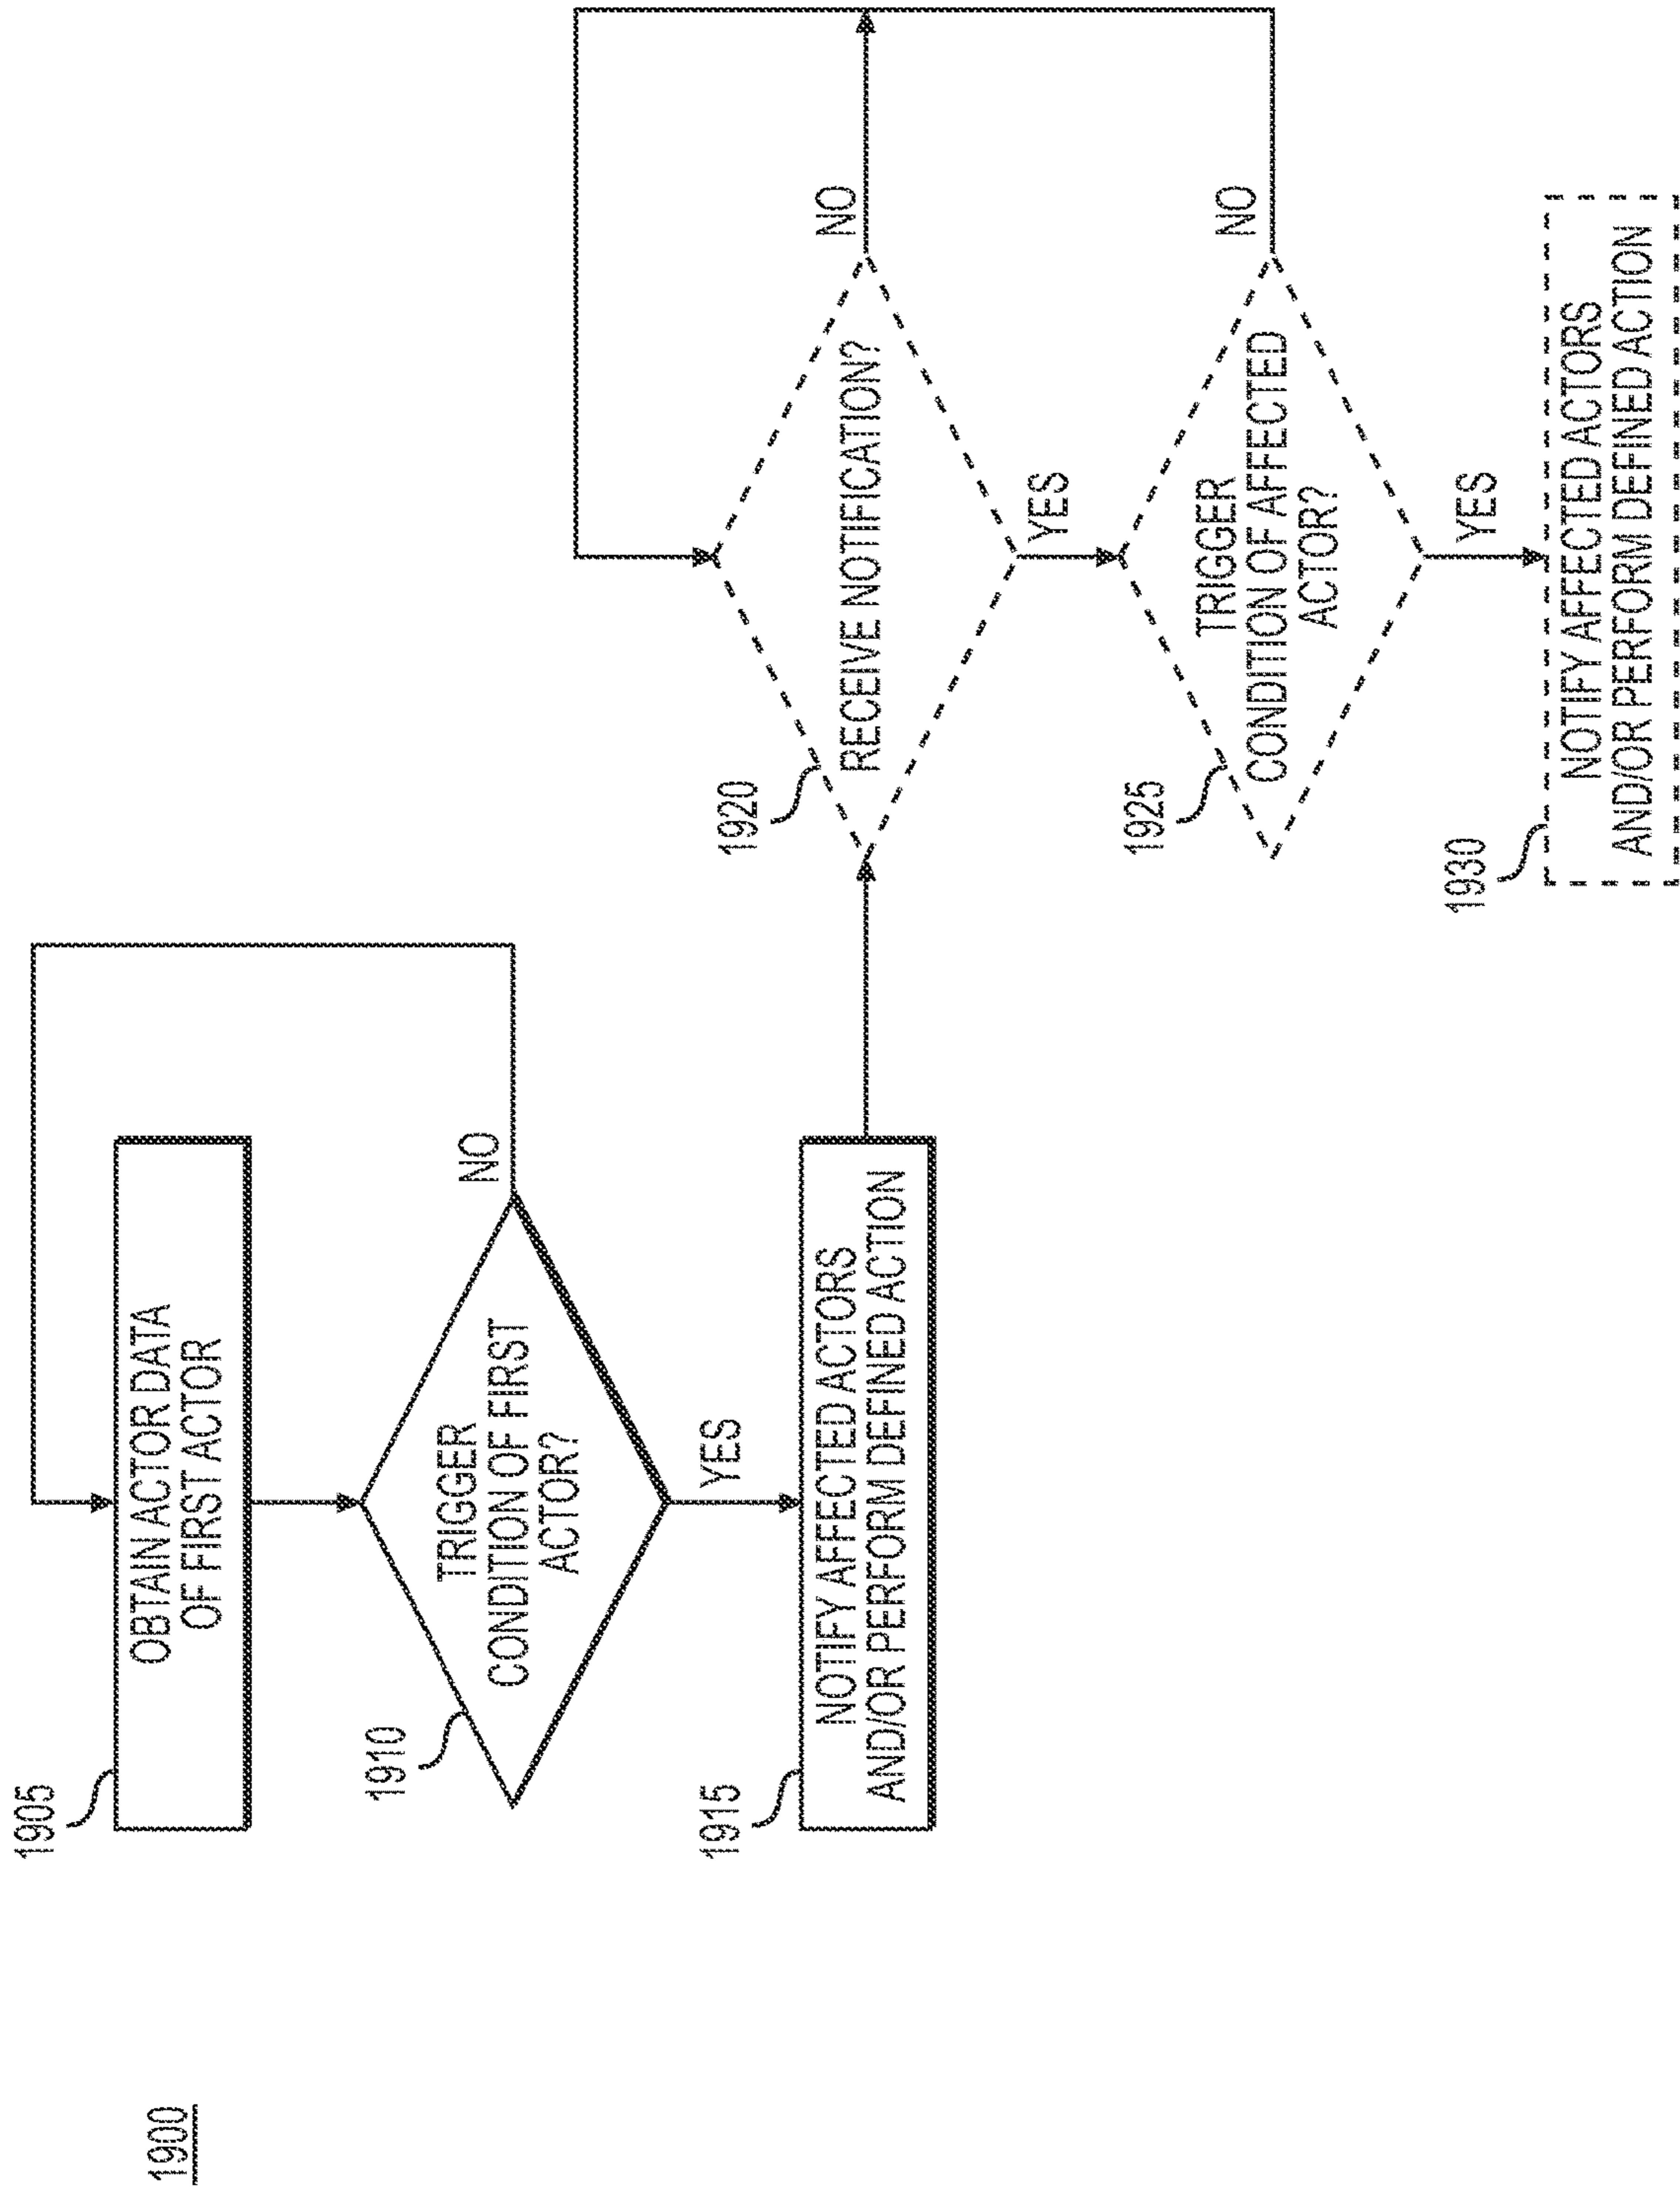 1900
1905
OBTAIN ACTOR DATA
OF FIRST ACTOR
1910
TRIGGER
CONDITION OF FIRST
ACTOR?
NO
YES
1915
NOTIFY AFFECTED ACTORS
AND/OR PERFORM DEFINED ACTION
1920
RECEIVE NOTIFICATION?
NO
YES
1925
TRIGGER
CONDITION OF AFFECTED
ACTOR?
NO
YES
1930
NOTIFY AFFECTED ACTORS
AND/OR PERFORM DEFINED ACTION